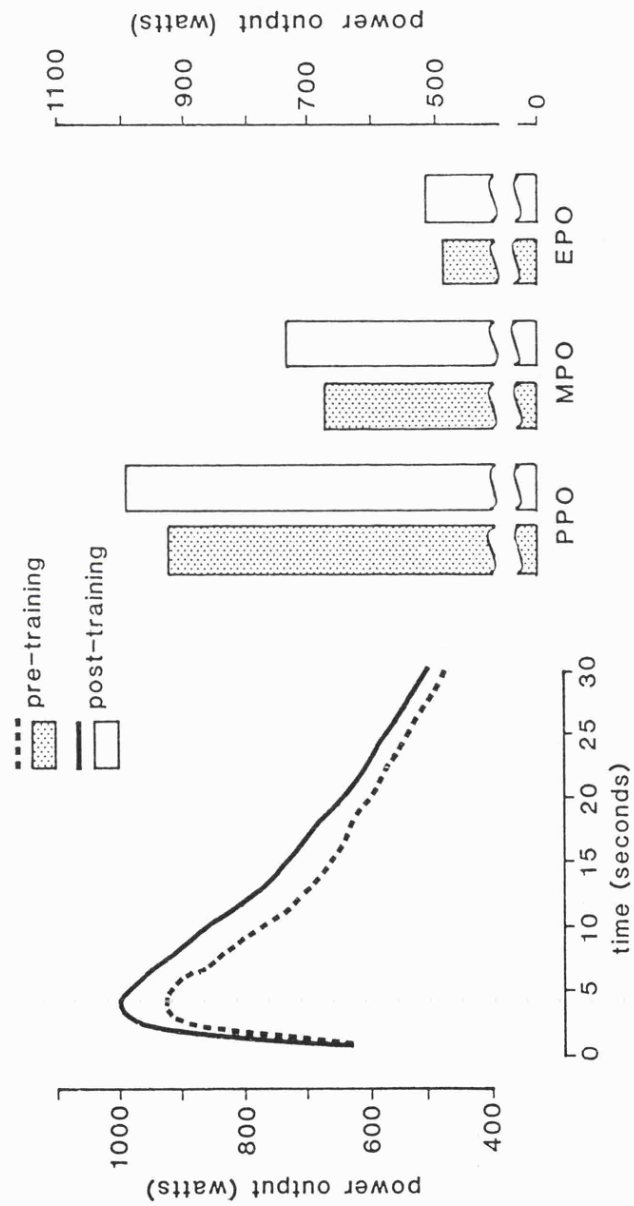 pre-training
post-training
power output (watts)
1000
800
600
400
0
5
10
15
20
25
30
time (seconds)
power output (watts)
1100
900
700
500
0
PPO
MPO
EPO